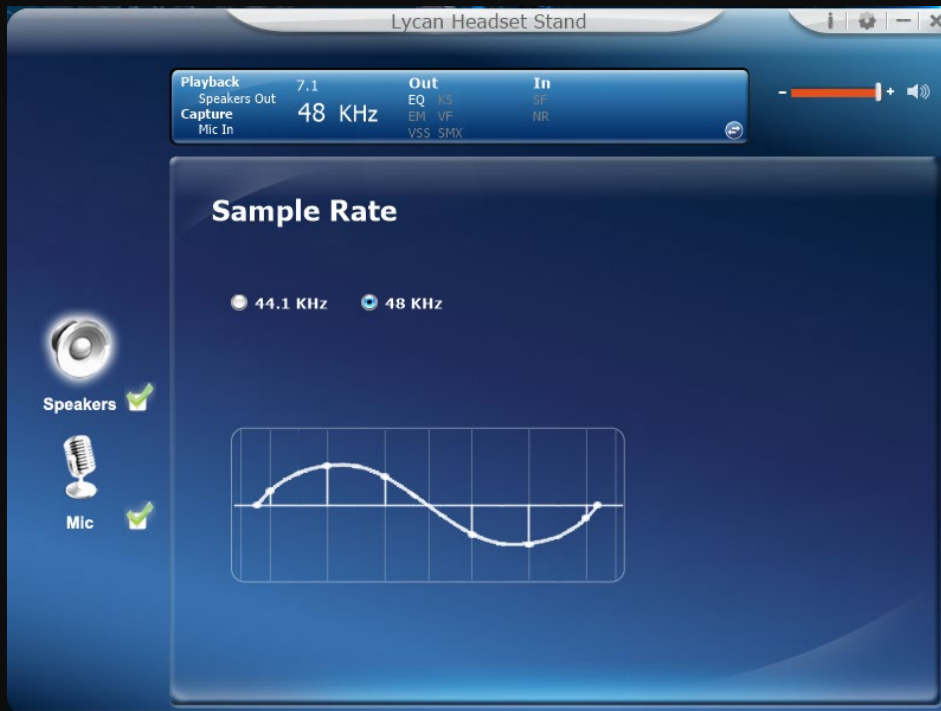 Lycan Headset Stand
Playback
Speakers Out
Capture
Mic In
7.1
48 KHz
Out
EQ KS
EM VF
VSS SMX
In
SF
NR
Sample Rate
44.1 KHz 48 KHz
Speakers
Mic